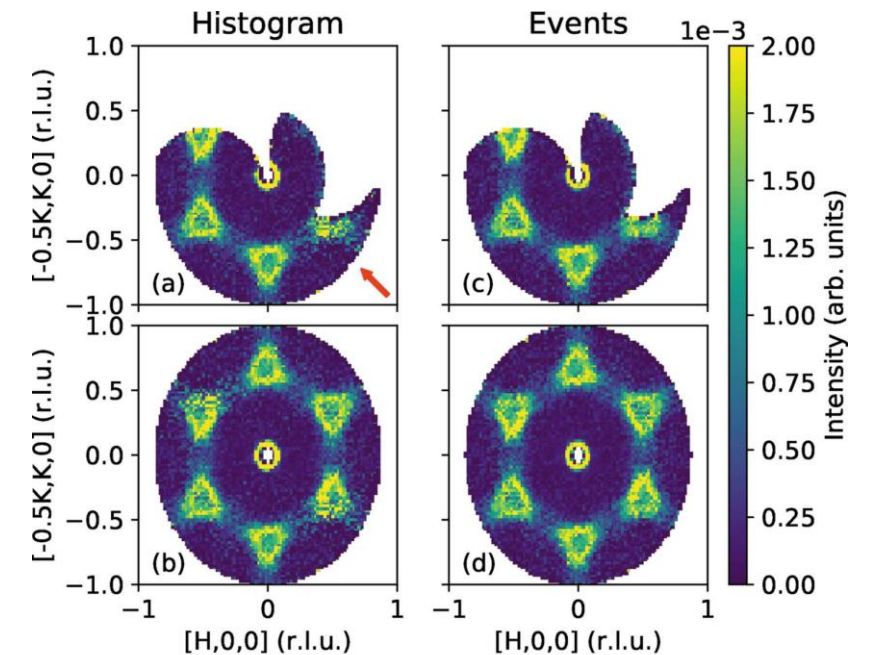 Histogram
Events
1e−3
1.0
0.5
0.0
−0.5
−1.0
[-0.5K,K,0] (r.l.u.)
(a)
(c)
1.0
0.5
0.0
−0.5
−1.0
[-0.5K,K,0] (r.l.u.)
(b)
(d)
−1
0
1
[H,0,0] (r.l.u.)
−1
0
1
[H,0,0] (r.l.u.)
2.00
1.75
1.50
1.25
1.00
0.75
0.50
0.25
0.00
Intensity (arb. units)